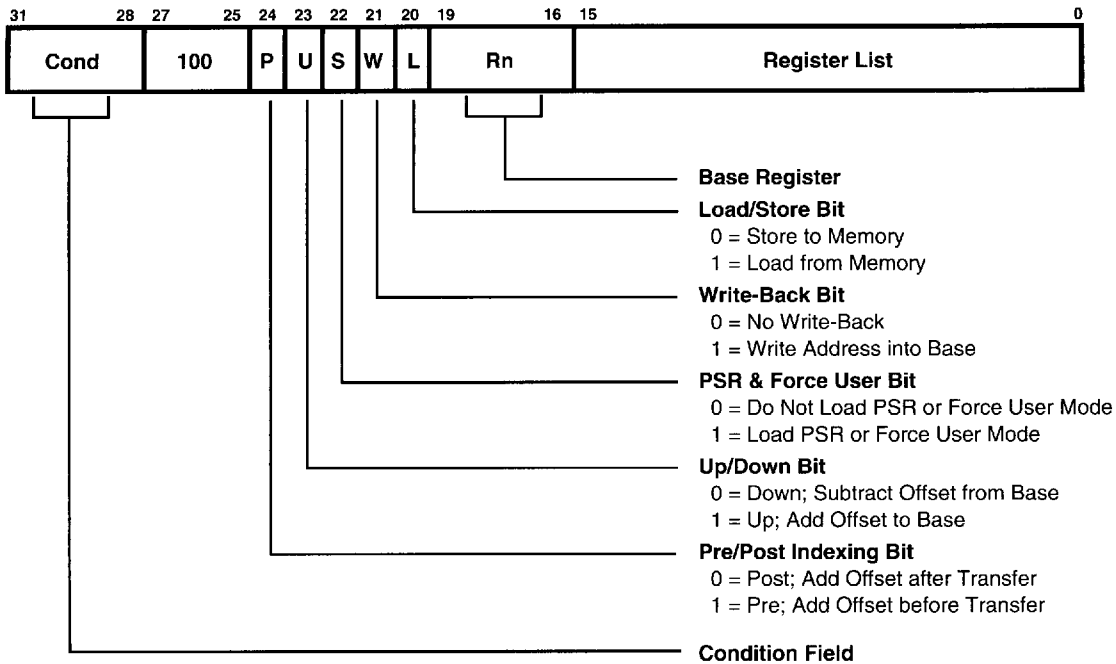 31 28 27 25 24 23 22 21 20 19 16 15 0
Cond 100 P U S W L Rn Register List
Base Register
Load/Store Bit
0 = Store to Memory
1 = Load from Memory
Write-Back Bit
0 = No Write-Back
1 = Write Address into Base
PSR & Force User Bit
0 = Do Not Load PSR or Force User Mode
1 = Load PSR or Force User Mode
Up/Down Bit
0 = Down; Subtract Offset from Base
1 = Up; Add Offset to Base
Pre/Post Indexing Bit
0 = Post; Add Offset after Transfer
1 = Pre; Add Offset before Transfer
Condition Field